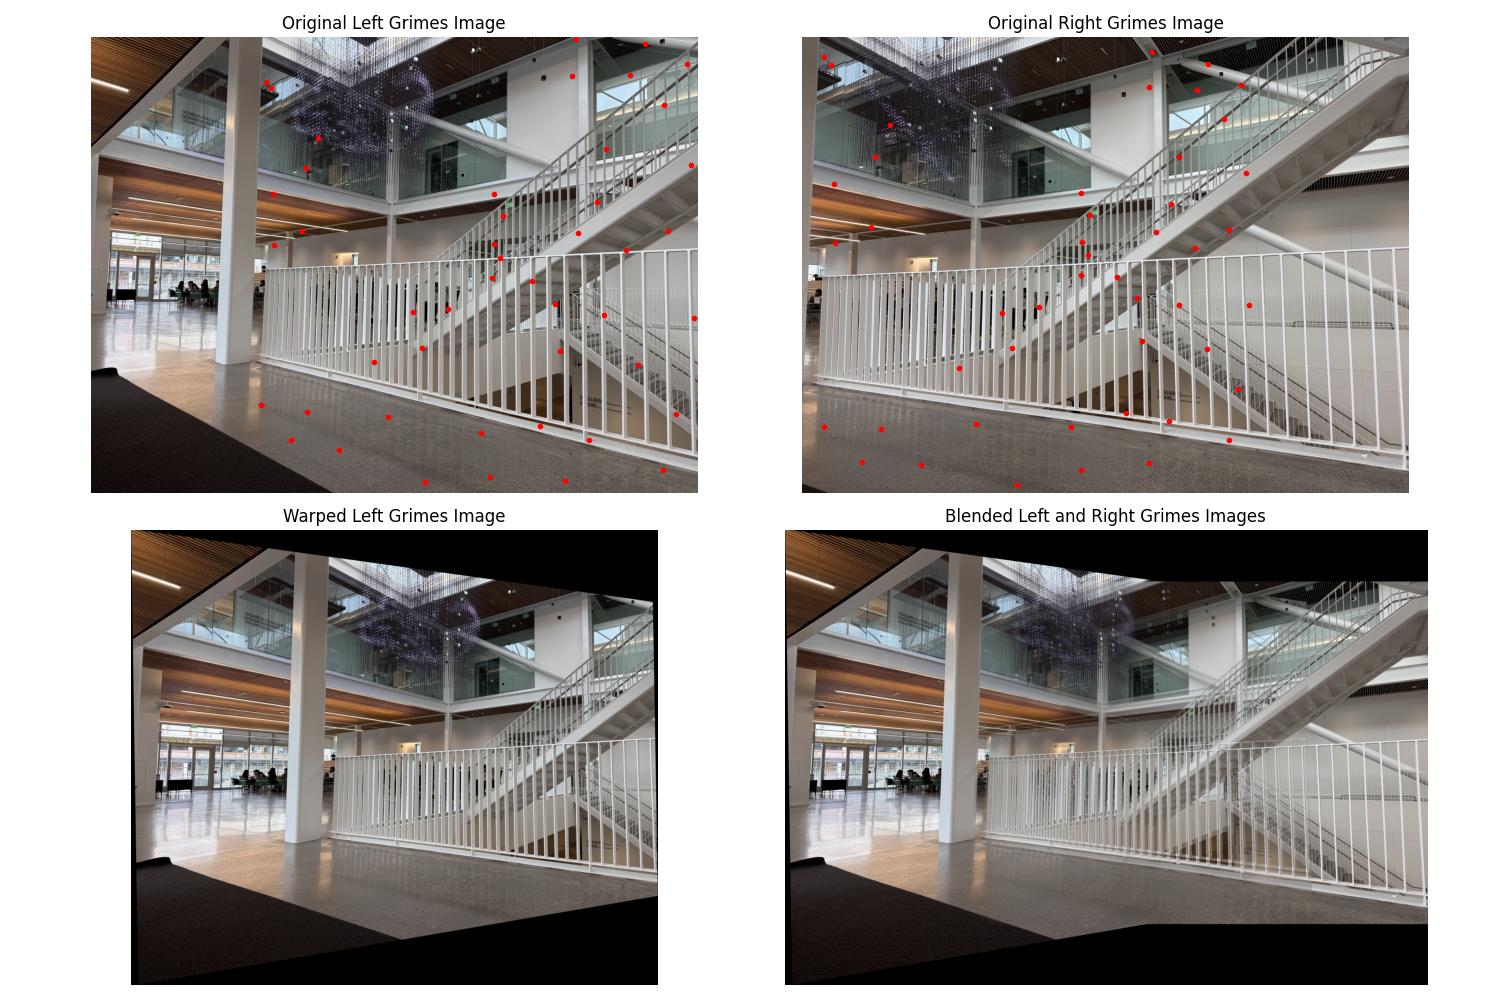 Original Left Grimes Image
Original Right Grimes Image
Warped Left Grimes Image
Blended Left and Right Grimes Images